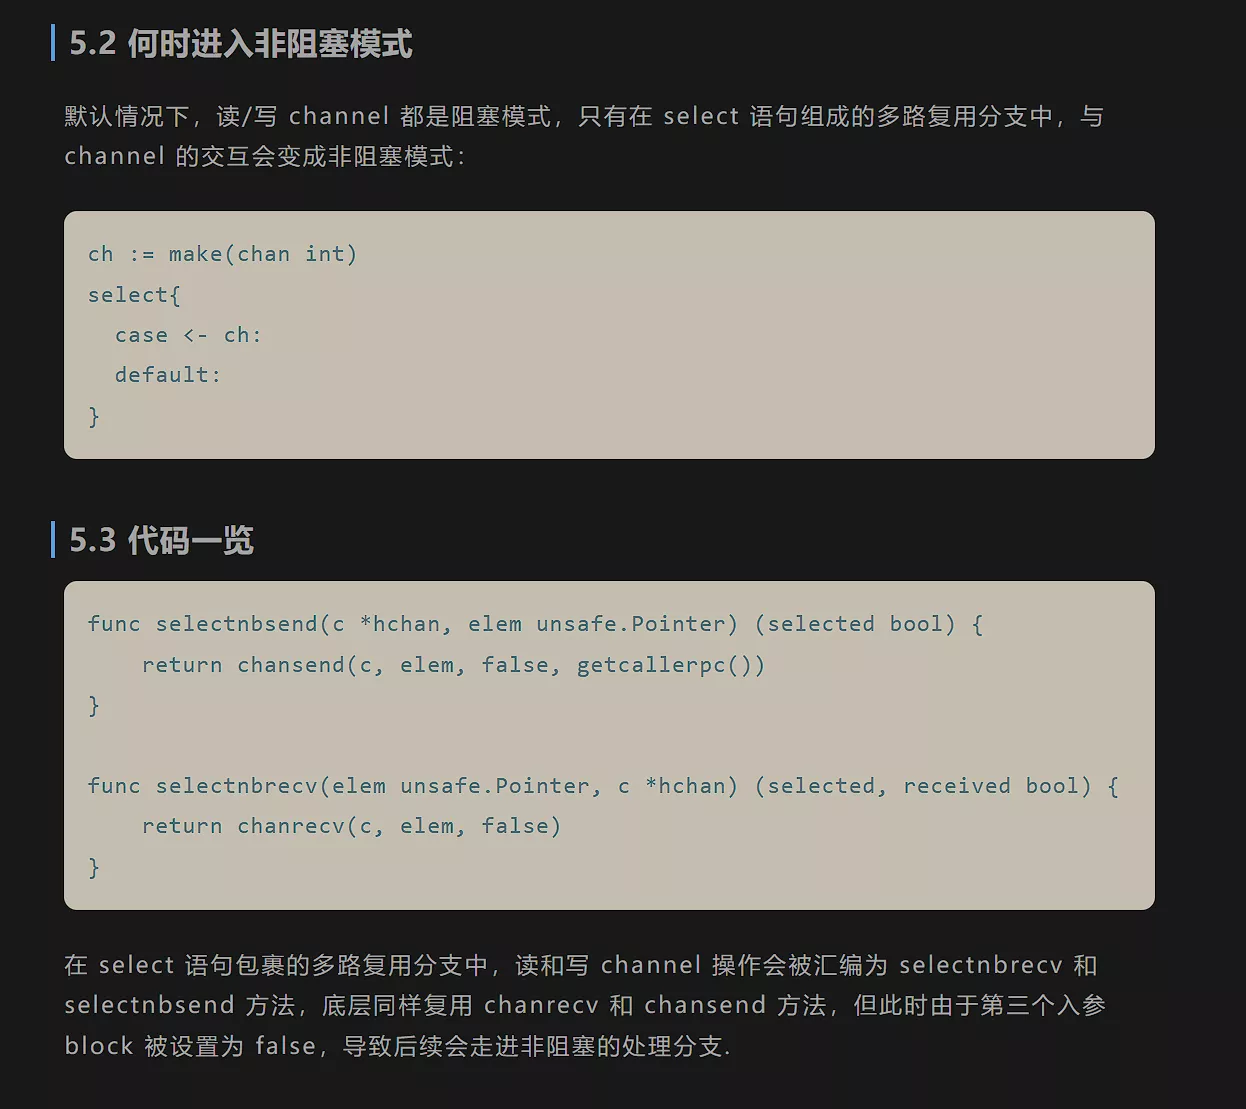 5.2 何时进入非阻塞模式
默认情况下，读/写 channel 都是阻塞模式，只有在 select 语句组成的多路复用分支中，与
channel 的交互会变成非阻塞模式：
ch := make(chan int)
select{
  case <- ch:
  default:
}
5.3 代码一览
func selectnbsend(c *hchan, elem unsafe.Pointer) (selected bool) {
    return chansend(c, elem, false, getcallerpc())
}
func selectnbrecv(elem unsafe.Pointer, c *hchan) (selected, received bool) {
    return chanrecv(c, elem, false)
}
在 select 语句包裹的多路复用分支中，读和写 channel 操作会被汇编为 selectnbrecv 和
selectnbsend 方法，底层同样复用 chanrecv 和 chansend 方法，但此时由于第三个入参
block 被设置为 false，导致后续会走进非阻塞的处理分支.